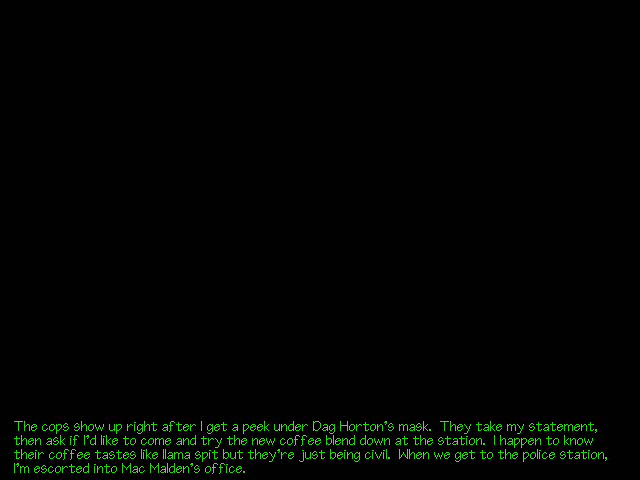 The cops show up right after I get a peek under Dag Horton's mask.  They take my statement,
then ask if I'd like to come and try the new coffee blend down at the station.  I happen to know
their coffee tastes like llama spit but they're just being civil.  When we get to the police station,
I'm escorted into Mac Malden's office.